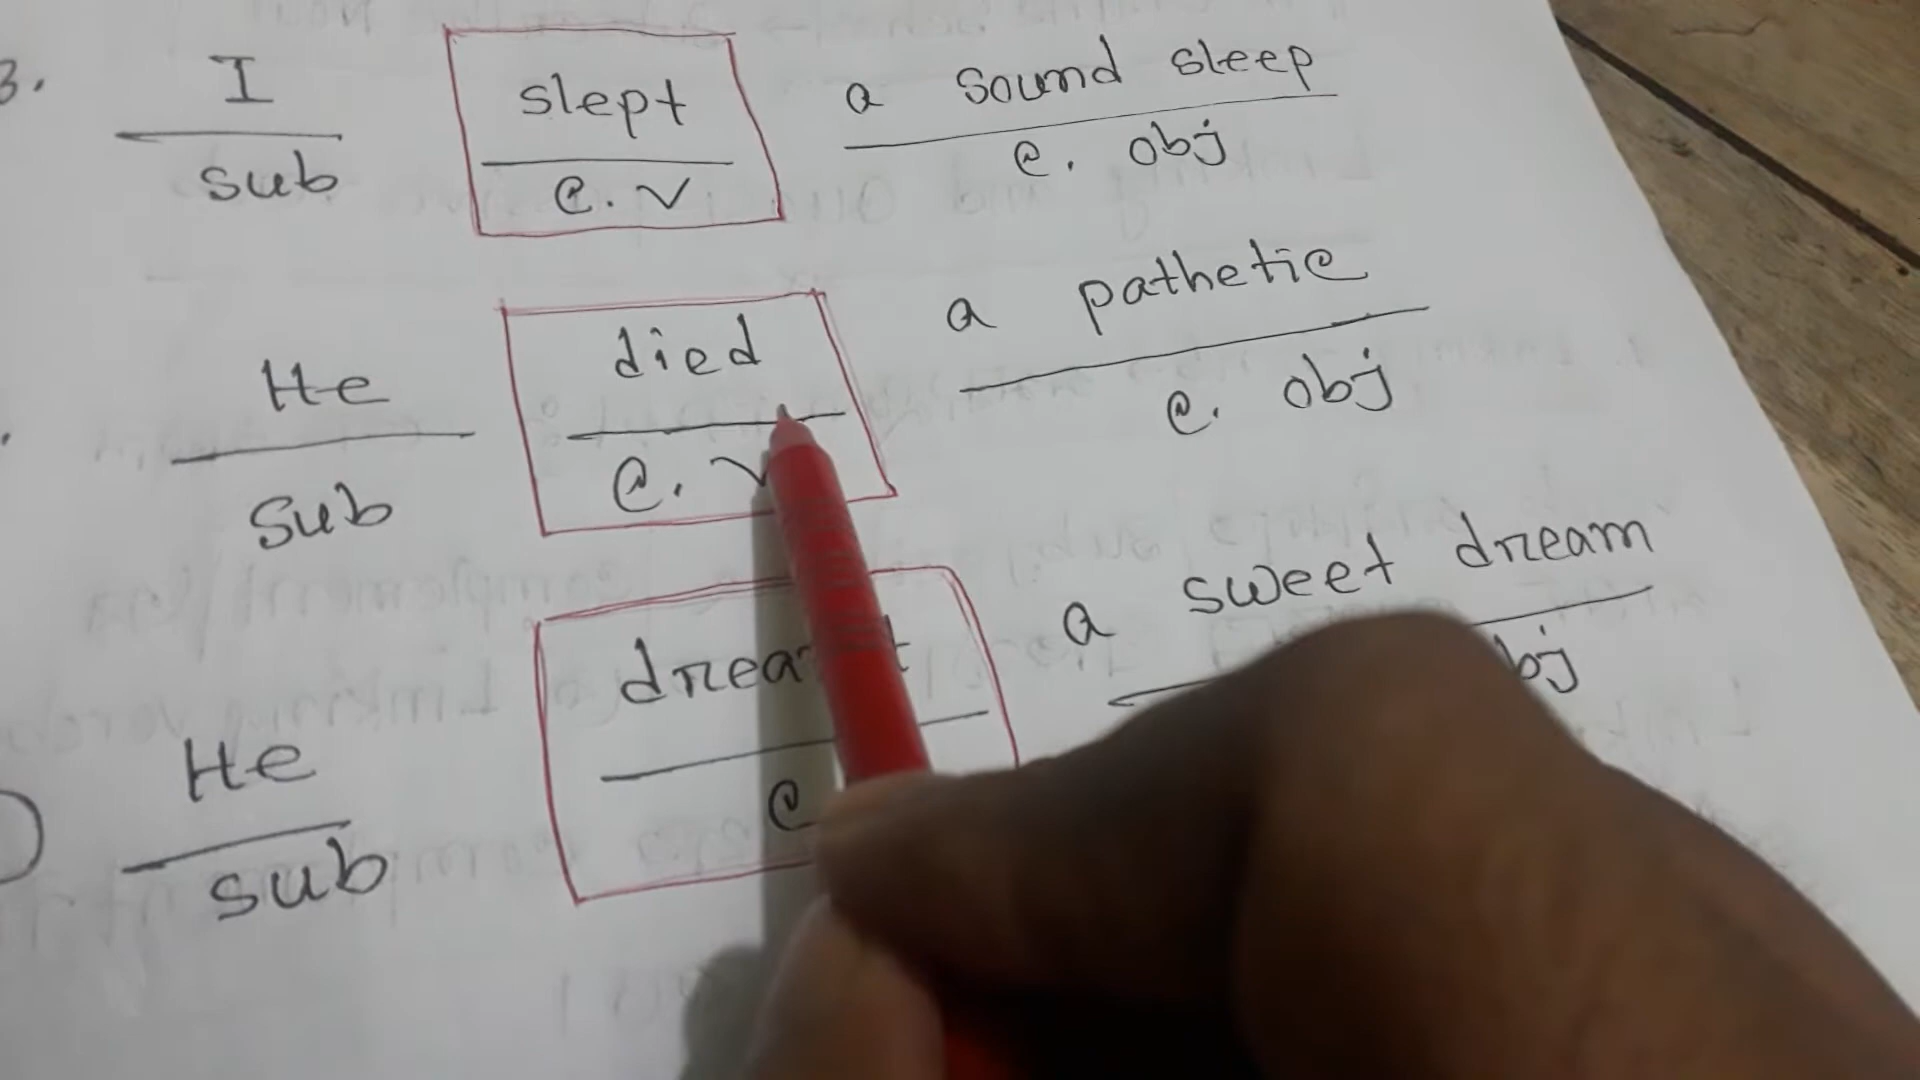 3. I slept a sound sleep
sub c. v c. obj
He died a pathetic
sub c. v c. obj
He a sweet dream
sub c